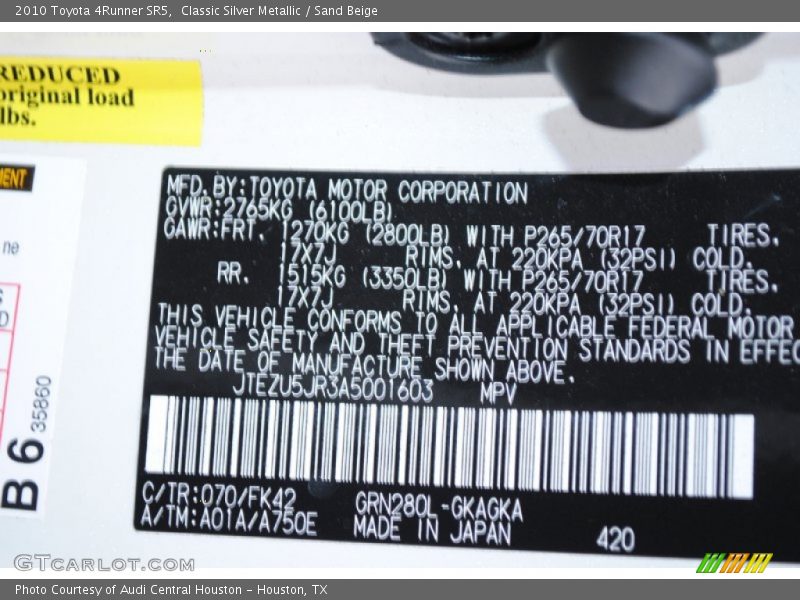 2010 Toyota 4Runner SR5,  Classic Silver Metallic / Sand Beige
REDUCED
original load
lbs.
MENT
ne
B 6
35860
MFD. BY:TOYOTA MOTOR CORPORATION
GVWR:2765KG (6100LB)
GAWR:FRT. 1270KG (2800LB) WITH P265/70R17 TIRES.
17X7J RIMS, AT 220KPA (32PSI) COLD.
RR. 1515KG (3350LB) WITH P265/70R17 TIRES.
17X7J RIMS, AT 220KPA (32PSI) COLD.
THIS VEHICLE CONFORMS TO ALL APPLICABLE FEDERAL MOTOR
VEHICLE SAFETY AND THEFT PREVENTION STANDARDS IN EFFEC
THE DATE OF MANUFACTURE SHOWN ABOVE.
JTEZU5JR3A5001603 MPV
C/TR:070/FK42 GRN280L-GKAGKA
A/TM:A01A/A750E MADE IN JAPAN 420
GTCARLOT.COM
Photo Courtesy of Audi Central Houston – Houston, TX